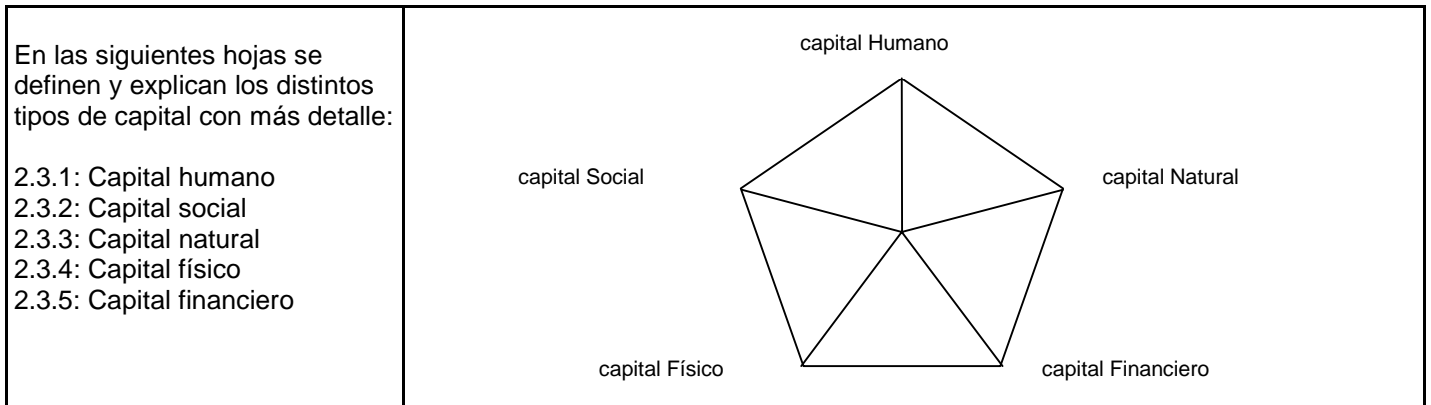 En las siguientes hojas se
definen y explican los distintos
tipos de capital con más detalle:
2.3.1: Capital humano
2.3.2: Capital social
2.3.3: Capital natural
2.3.4: Capital físico
2.3.5: Capital financiero
capital Humano
capital Social
capital Natural
capital Físico
capital Financiero